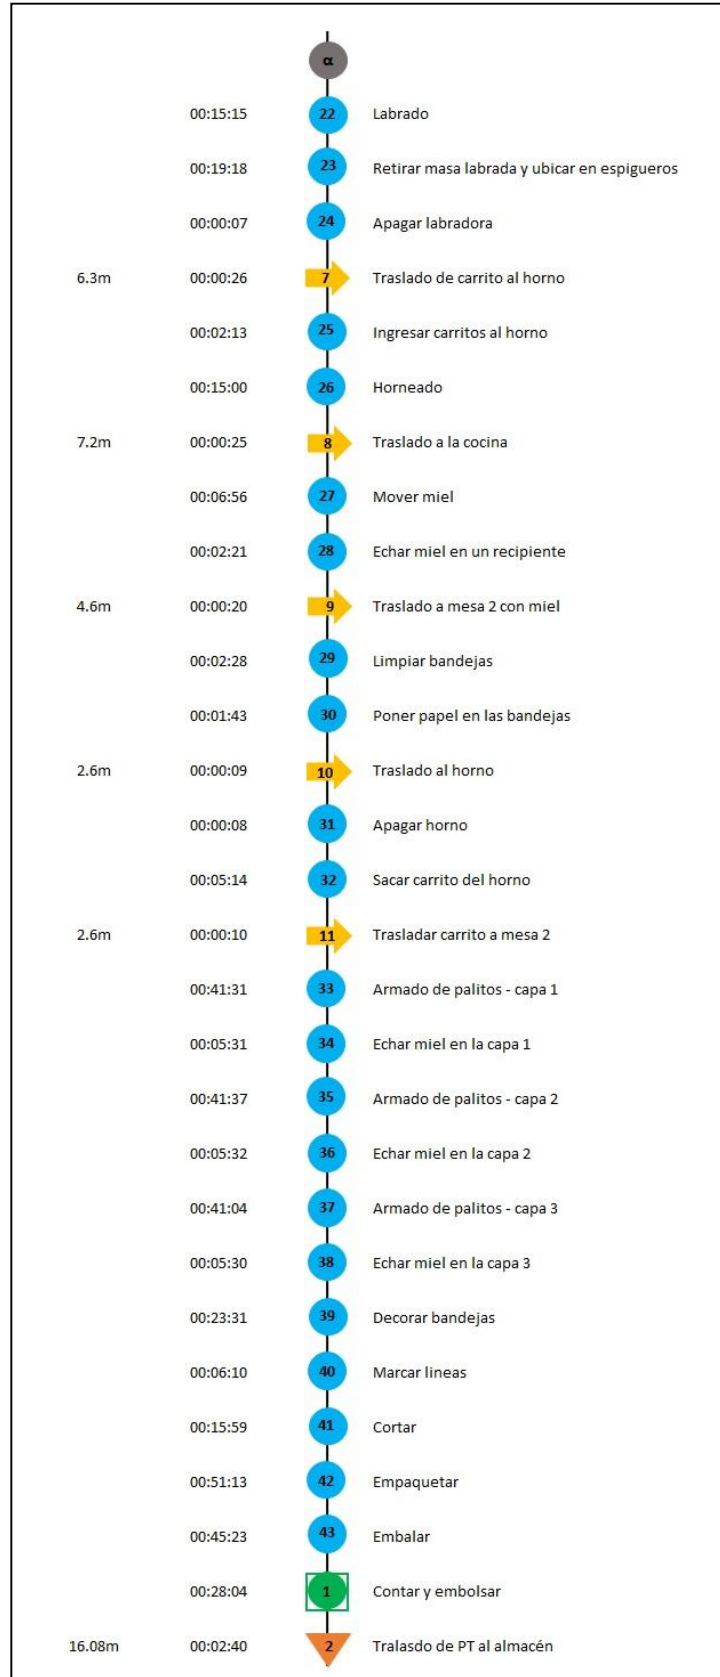 α
00:15:15 22 Labrado
00:19:18 23 Retirar masa labrada y ubicar en espigueros
00:00:07 24 Apagar labradora
6.3m 00:00:26 7 Traslado de carrito al horno
00:02:13 25 Ingresar carritos al horno
00:15:00 26 Horneado
7.2m 00:00:25 8 Traslado a la cocina
00:06:56 27 Mover miel
00:02:21 28 Echar miel en un recipiente
4.6m 00:00:20 9 Traslado a mesa 2 con miel
00:02:28 29 Limpiar bandejas
00:01:43 30 Poner papel en las bandejas
2.6m 00:00:09 10 Traslado al horno
00:00:08 31 Apagar horno
00:05:14 32 Sacar carrito del horno
2.6m 00:00:10 11 Trasladar carrito a mesa 2
00:41:31 33 Armado de palitos - capa 1
00:05:31 34 Echar miel en la capa 1
00:41:37 35 Armado de palitos - capa 2
00:05:32 36 Echar miel en la capa 2
00:41:04 37 Armado de palitos - capa 3
00:05:30 38 Echar miel en la capa 3
00:23:31 39 Decorar bandejas
00:06:10 40 Marcar lineas
00:15:59 41 Cortar
00:51:13 42 Empaquetar
00:45:23 43 Embalar
00:28:04 1 Contar y embolsar
16.08m 00:02:40 2 Tralasdo de PT al almacén